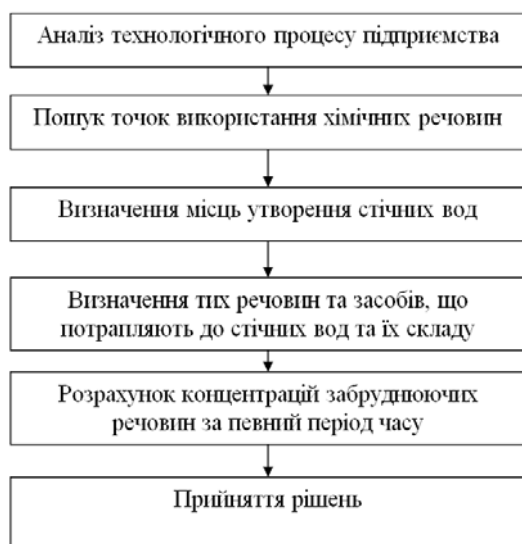 Аналіз технологічного процесу підприємства
Пошук точок використання хімічних речовин
Визначення місць утворення стічних вод
Визначення тих речовин та засобів, що
потрапляють до стічних вод та їх складу
Розрахунок концентрацій забруднюючих
речовин за певний період часу
Прийняття рішень